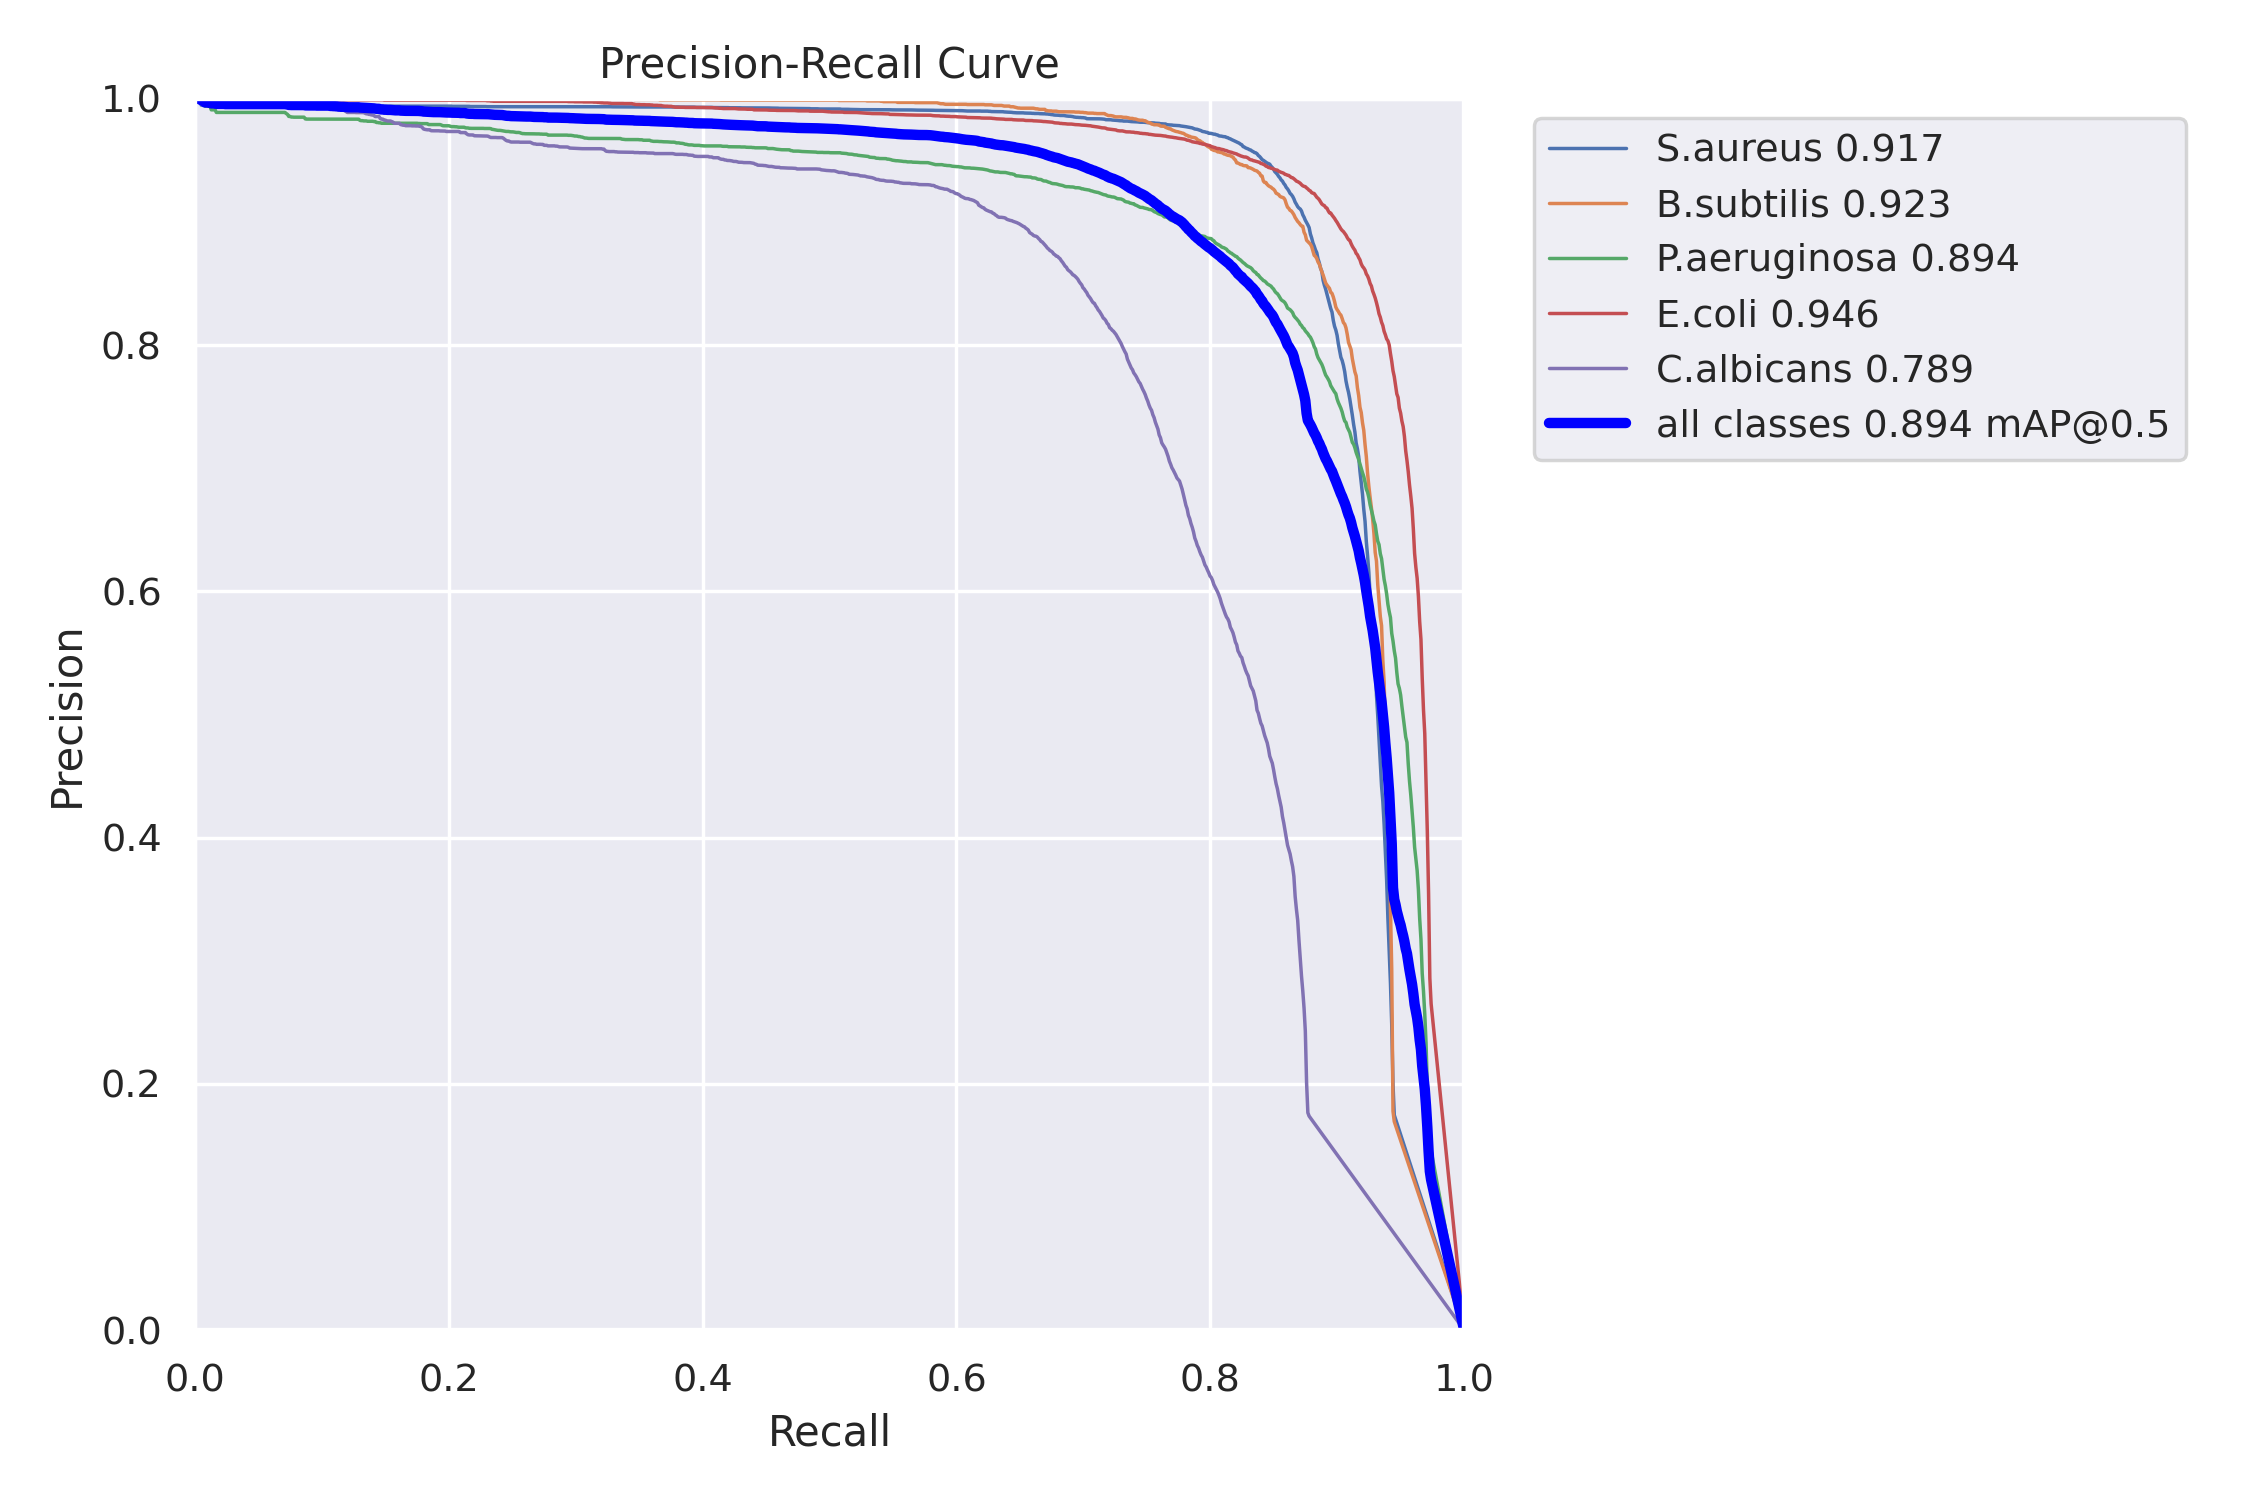 Precision-Recall Curve
1.0
0.8
0.6
0.4
0.2
0.0
Precision
0.0 0.2 0.4 0.6 0.8 1.0
Recall
S.aureus 0.917
B.subtilis 0.923
P.aeruginosa 0.894
E.coli 0.946
C.albicans 0.789
all classes 0.894 mAP@0.5